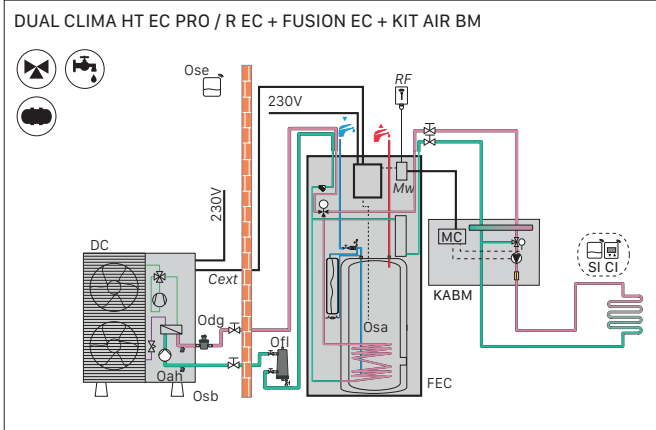 DUAL CLIMA HT EC PRO / R EC + FUSION EC + KIT AIR BM
Ose
RF
230V
Mw
230V
MC
DC
SI CI
Cext
KABM
Odg
Osa
Ofl
Oah
FEC
Osb